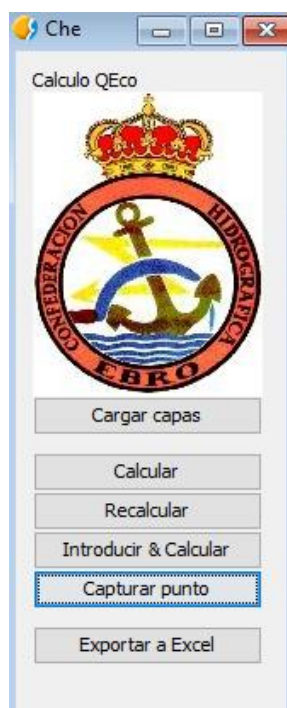 Che
Calculo QEco
CONFEDERACION HIDROGRAFICA
EBRO
Cargar capas
Calcular
Recalcular
Introducir & Calcular
Capturar punto
Exportar a Excel